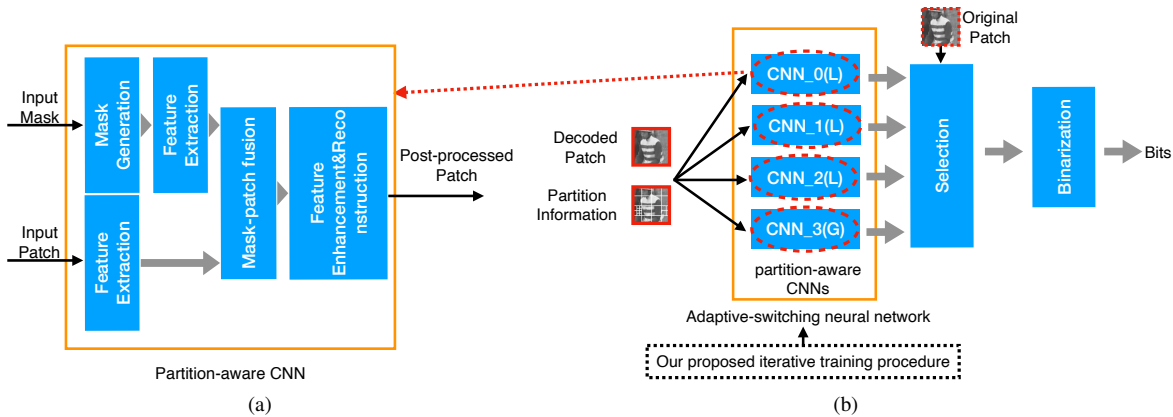 Input
Mask
Mask
Generation
Feature
Extraction
Mask-patch fusion
Feature
Enhancement&Reco
nstruction
Post-processed
Patch
Input
Patch
Feature
Extraction
Partition-aware CNN
(a)
Original
Patch
CNN_0(L)
CNN_1(L)
CNN_2(L)
CNN_3(G)
Decoded
Patch
Partition
Information
partition-aware
CNNs
Selection
Binarization
Bits
Adaptive-switching neural network
Our proposed iterative training procedure
(b)